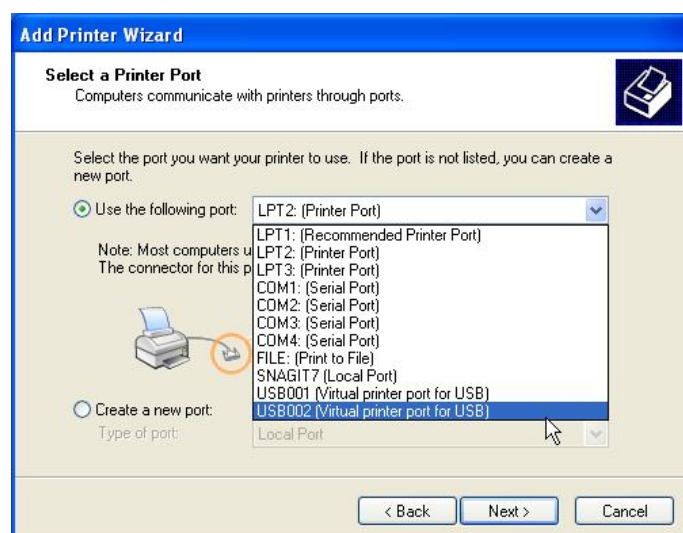 Add Printer Wizard
Select a Printer Port
Computers communicate with printers through ports.
Select the port you want your printer to use. If the port is not listed, you can create a
new port.
Use the following port: LPT2: (Printer Port)
LPT1: (Recommended Printer Port)
Note: Most computers u LPT2: (Printer Port)
The connector for this p LPT3: (Printer Port)
COM1: (Serial Port)
COM2: (Serial Port)
COM3: (Serial Port)
COM4: (Serial Port)
FILE: (Print to File)
SNAGIT7 (Local Port)
USB001 (Virtual printer port for USB)
Create a new port: USB002 (Virtual printer port for USB)
Type of port: Local Port
< Back Next > Cancel